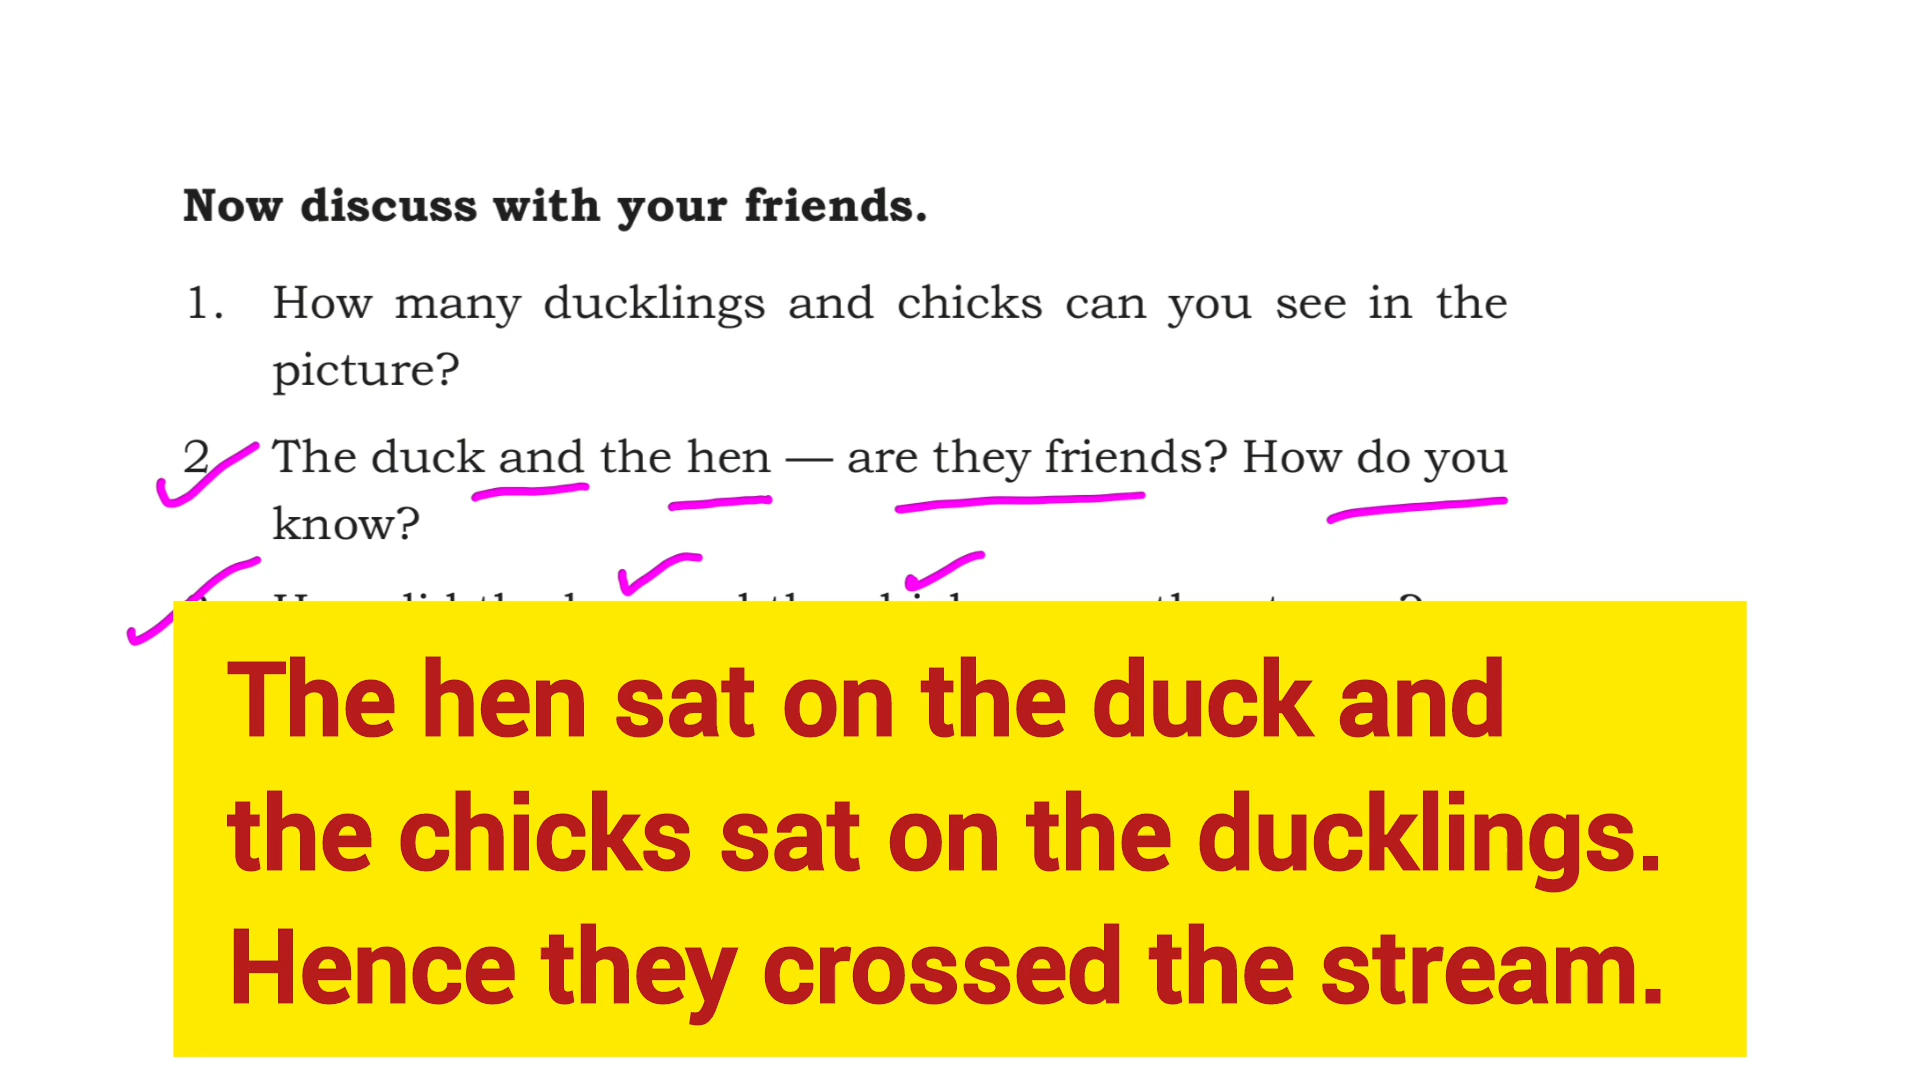 Now discuss with your friends.
1. How many ducklings and chicks can you see in the
picture?
2 The duck and the hen — are they friends? How do you
know?
The hen sat on the duck and
the chicks sat on the ducklings.
Hence they crossed the stream.